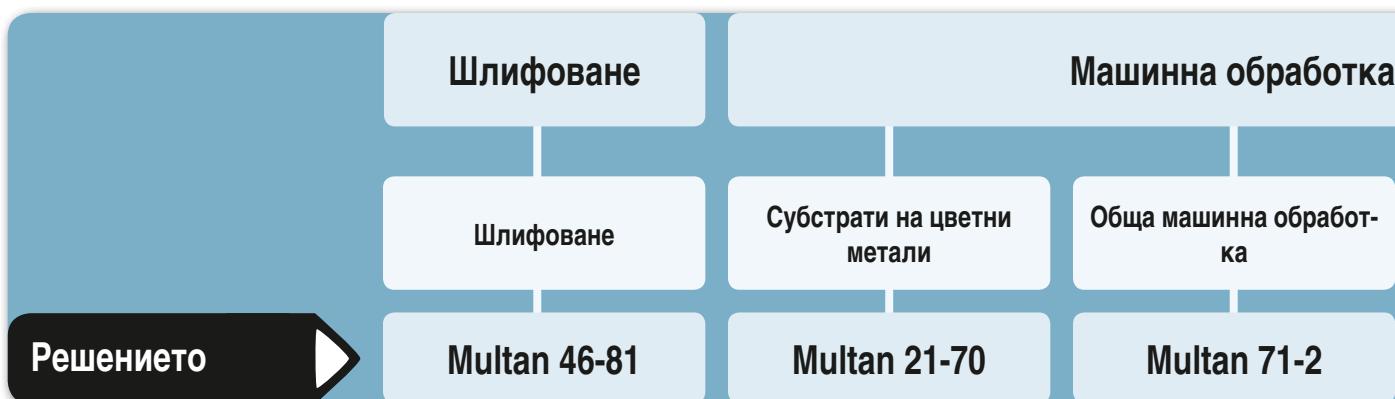 Шлифоване
Машинна обработка
Шлифоване
Субстрати на цветни
метали
Обща машинна обработ-
ка
Решението
Multan 46-81
Multan 21-70
Multan 71-2